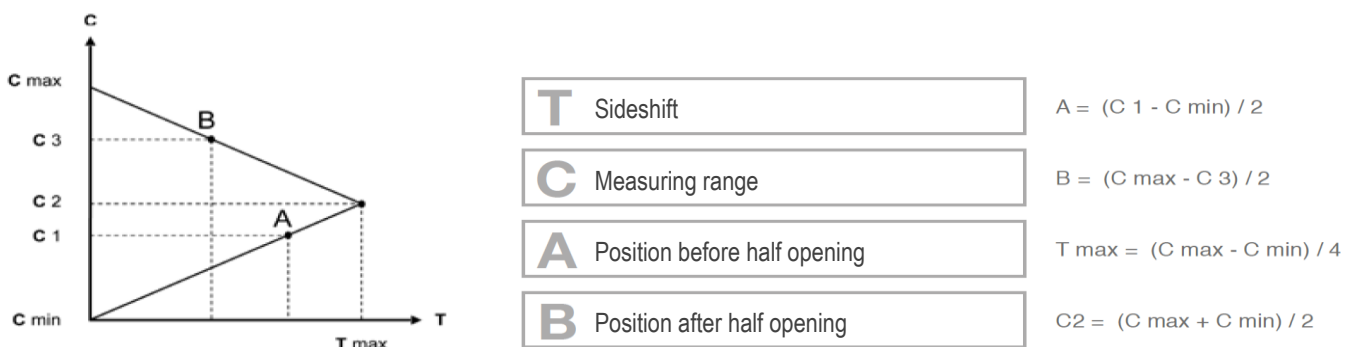 C
C max
B
C 3
C 2
A
C 1
C min
T
T max
T Sideshift
A = (C 1 - C min) / 2
C Measuring range
B = (C max - C 3) / 2
A Position before half opening
T max = (C max - C min) / 4
B Position after half opening
C2 = (C max + C min) / 2